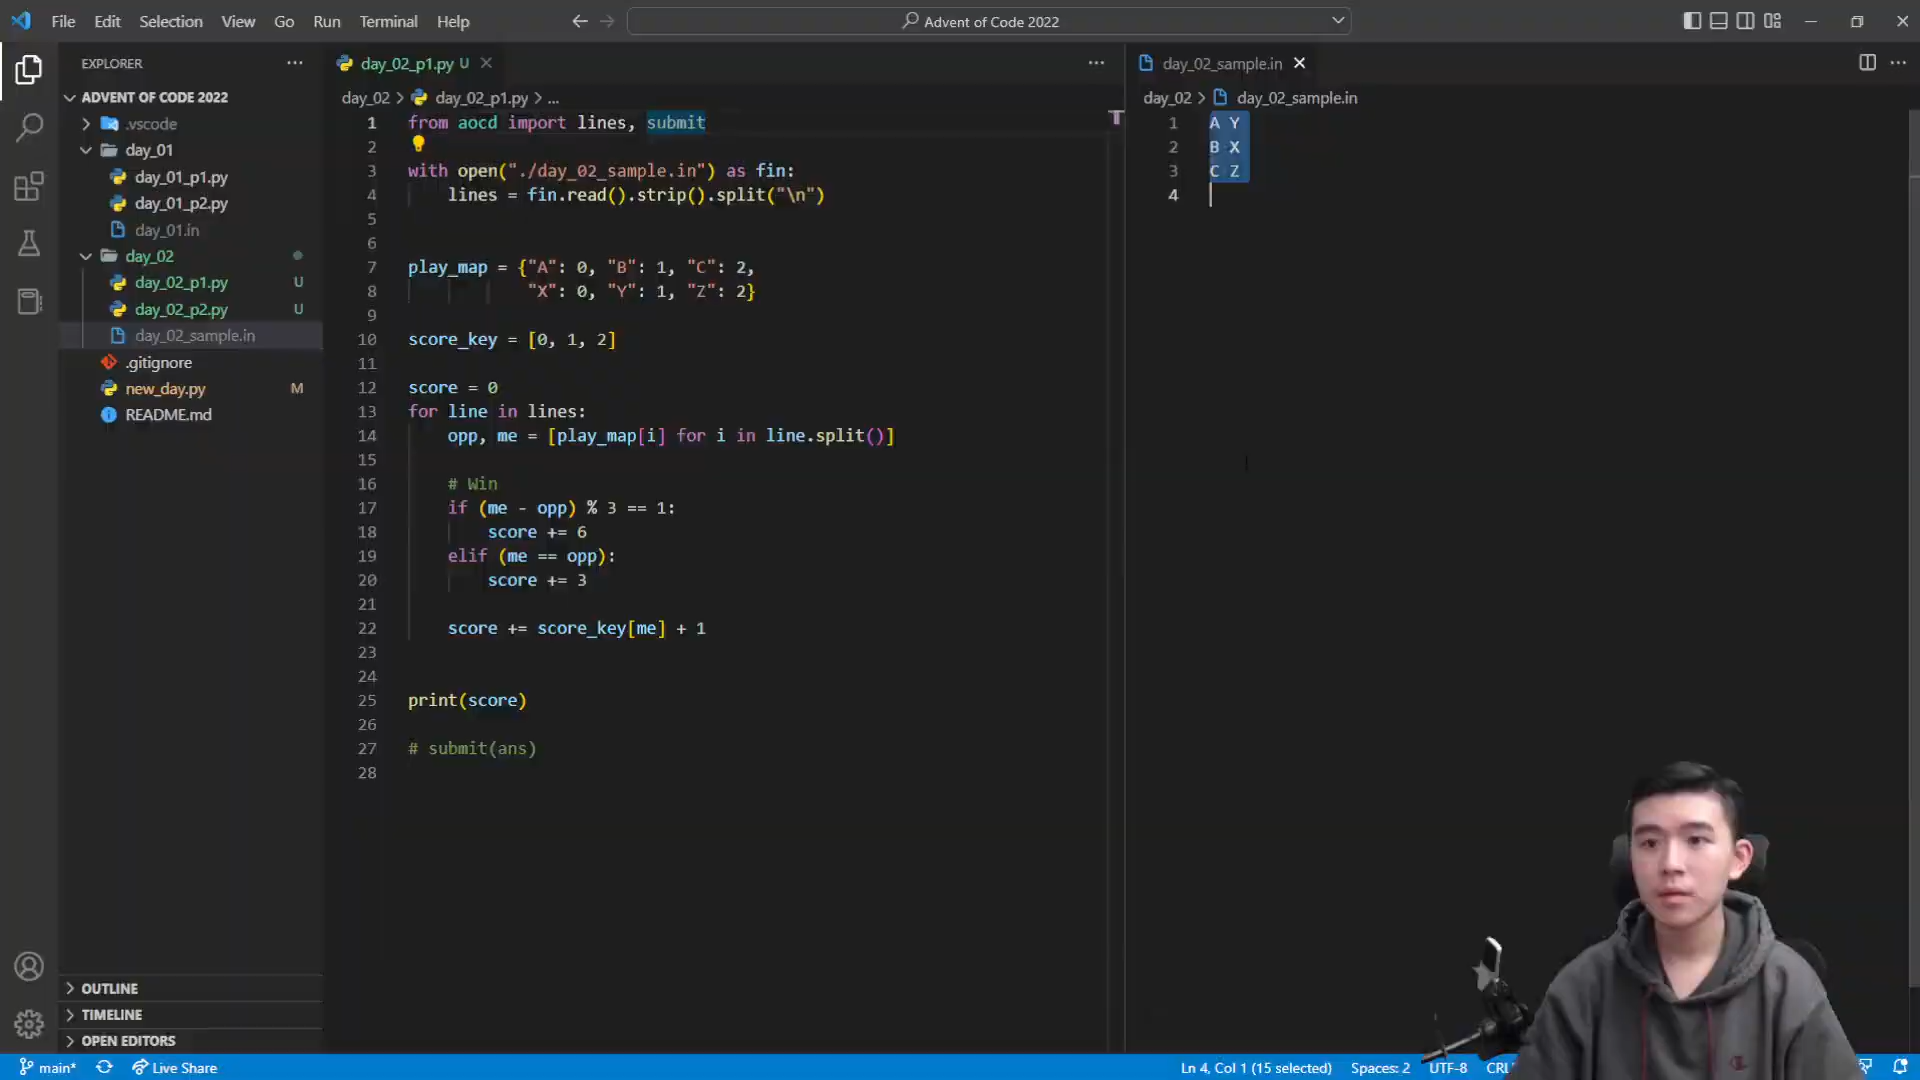 File Edit Selection View Go Run Terminal Help
Advent of Code 2022
EXPLORER
ADVENT OF CODE 2022
.vscode
day_01
day_01_p1.py
day_01_p2.py
day_01.in
day_02
day_02_p1.py U
day_02_p2.py U
day_02_sample.in
.gitignore
new_day.py M
README.md
OUTLINE
TIMELINE
OPEN EDITORS
day_02_p1.py U
day_02 > day_02_p1.py > ...
1 from aocd import lines, submit
2
3 with open("./day_02_sample.in") as fin:
4 lines = fin.read().strip().split("\n")
5
6
7 play_map = {"A": 0, "B": 1, "C": 2,
8 "X": 0, "Y": 1, "Z": 2}
9
10 score_key = [0, 1, 2]
11
12 score = 0
13 for line in lines:
14 opp, me = [play_map[i] for i in line.split()]
15
16 # Win
17 if (me - opp) % 3 == 1:
18 score += 6
19 elif (me == opp):
20 score += 3
21
22 score += score_key[me] + 1
23
24
25 print(score)
26
27 # submit(ans)
28
day_02_sample.in
day_02 > day_02_sample.in
1 A Y
2 B X
3 C Z
4
main* Live Share
Ln 4, Col 1 (15 selected) Spaces: 2 UTF-8